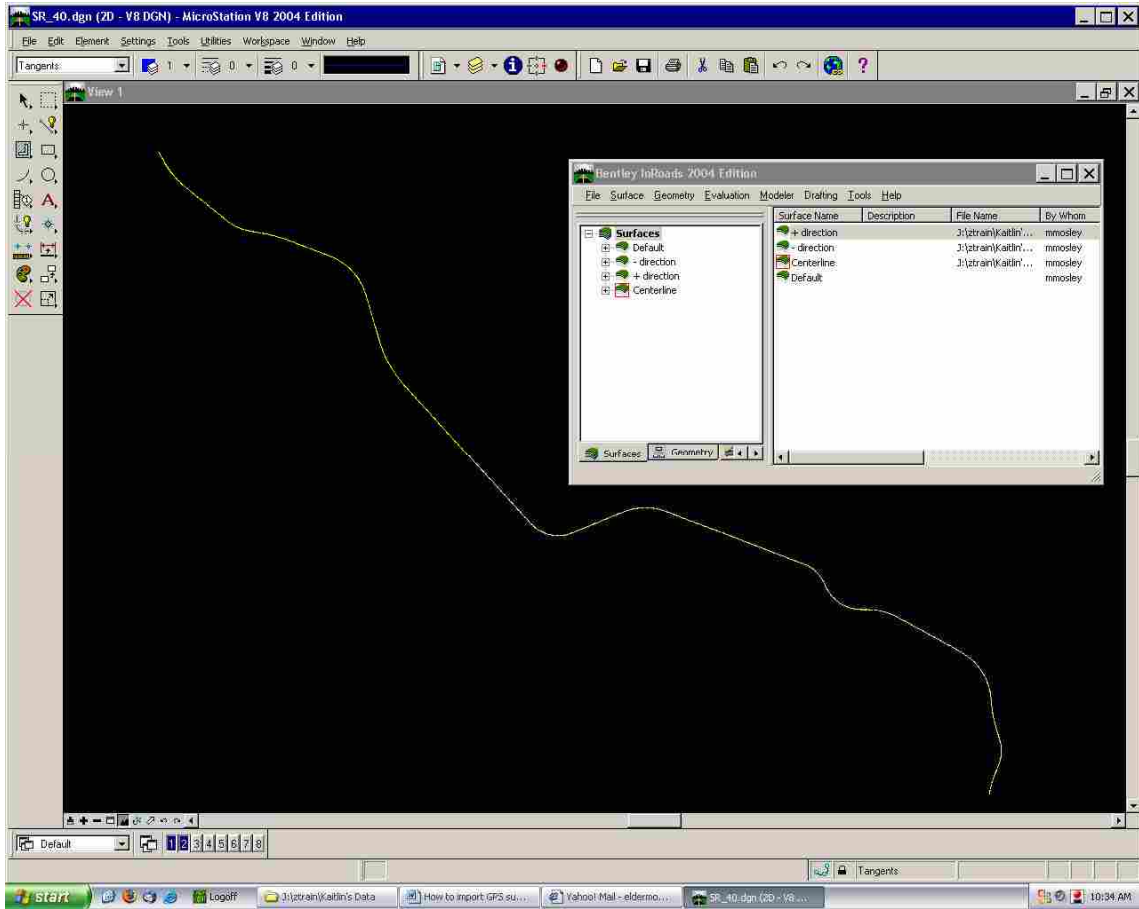 SR_40.dgn (2D - V8 DGN) - MicroStation V8 2004 Edition
File Edit Element Settings Tools Utilities Workspace Window Help
Tangents 1 0 0
View 1
Bentley InRoads 2004 Edition
File Surface Geometry Evaluation Modeler Drafting Tools Help
Surface Name Description File Name By Whom
Surfaces
Default
- direction
+ direction
Centerline
+ direction J:\ztrain\Kaitlin'... mmosley
- direction J:\ztrain\Kaitlin'... mmosley
Centerline J:\ztrain\Kaitlin'... mmosley
Default mmosley
Surfaces Geometry
Default 1 2 3 4 5 6 7 8
Tangents
start Logoff J:\ztrain\Kaitlin's Data How to import GPS su... Yahoo! Mail - eldermo... SR_40.dgn (2D - V8 ... 10:34 AM